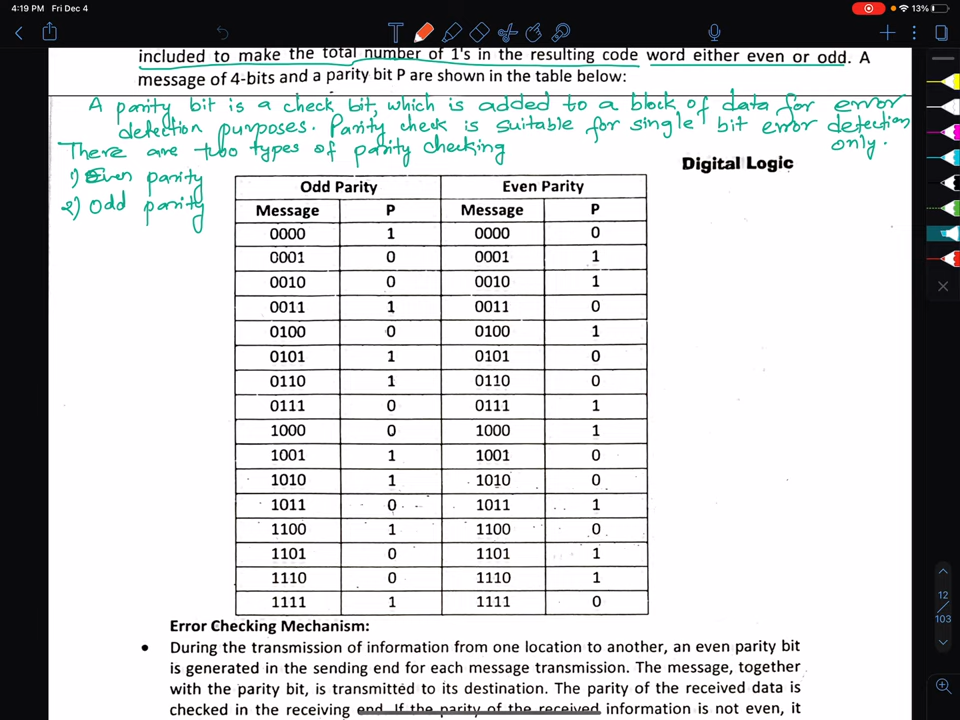 4:19 PM Fri Dec 4
13%
included to make the total number of 1's in the resulting code word either even or odd. A
message of 4-bits and a parity bit P are shown in the table below:
A parity bit is a check bit, which is added to a block of data for error
detection purposes. Parity check is suitable for single bit error detection
only.
There are two types of parity checking
1) Even parity
2) Odd parity
Digital Logic
Odd Parity Even Parity
Message P Message P
0000 1 0000 0
0001 0 0001 1
0010 0 0010 1
0011 1 0011 0
0100 0 0100 1
0101 1 0101 0
0110 1 0110 0
0111 0 0111 1
1000 0 1000 1
1001 1 1001 0
1010 1 1010 0
1011 0 1011 1
1100 1 1100 0
1101 0 1101 1
1110 0 1110 1
1111 1 1111 0
12
103
Error Checking Mechanism:
• During the transmission of information from one location to another, an even parity bit
is generated in the sending end for each message transmission. The message, together
with the parity bit, is transmitted to its destination. The parity of the received data is
checked in the receiving end. If the parity of the received information is not even, it